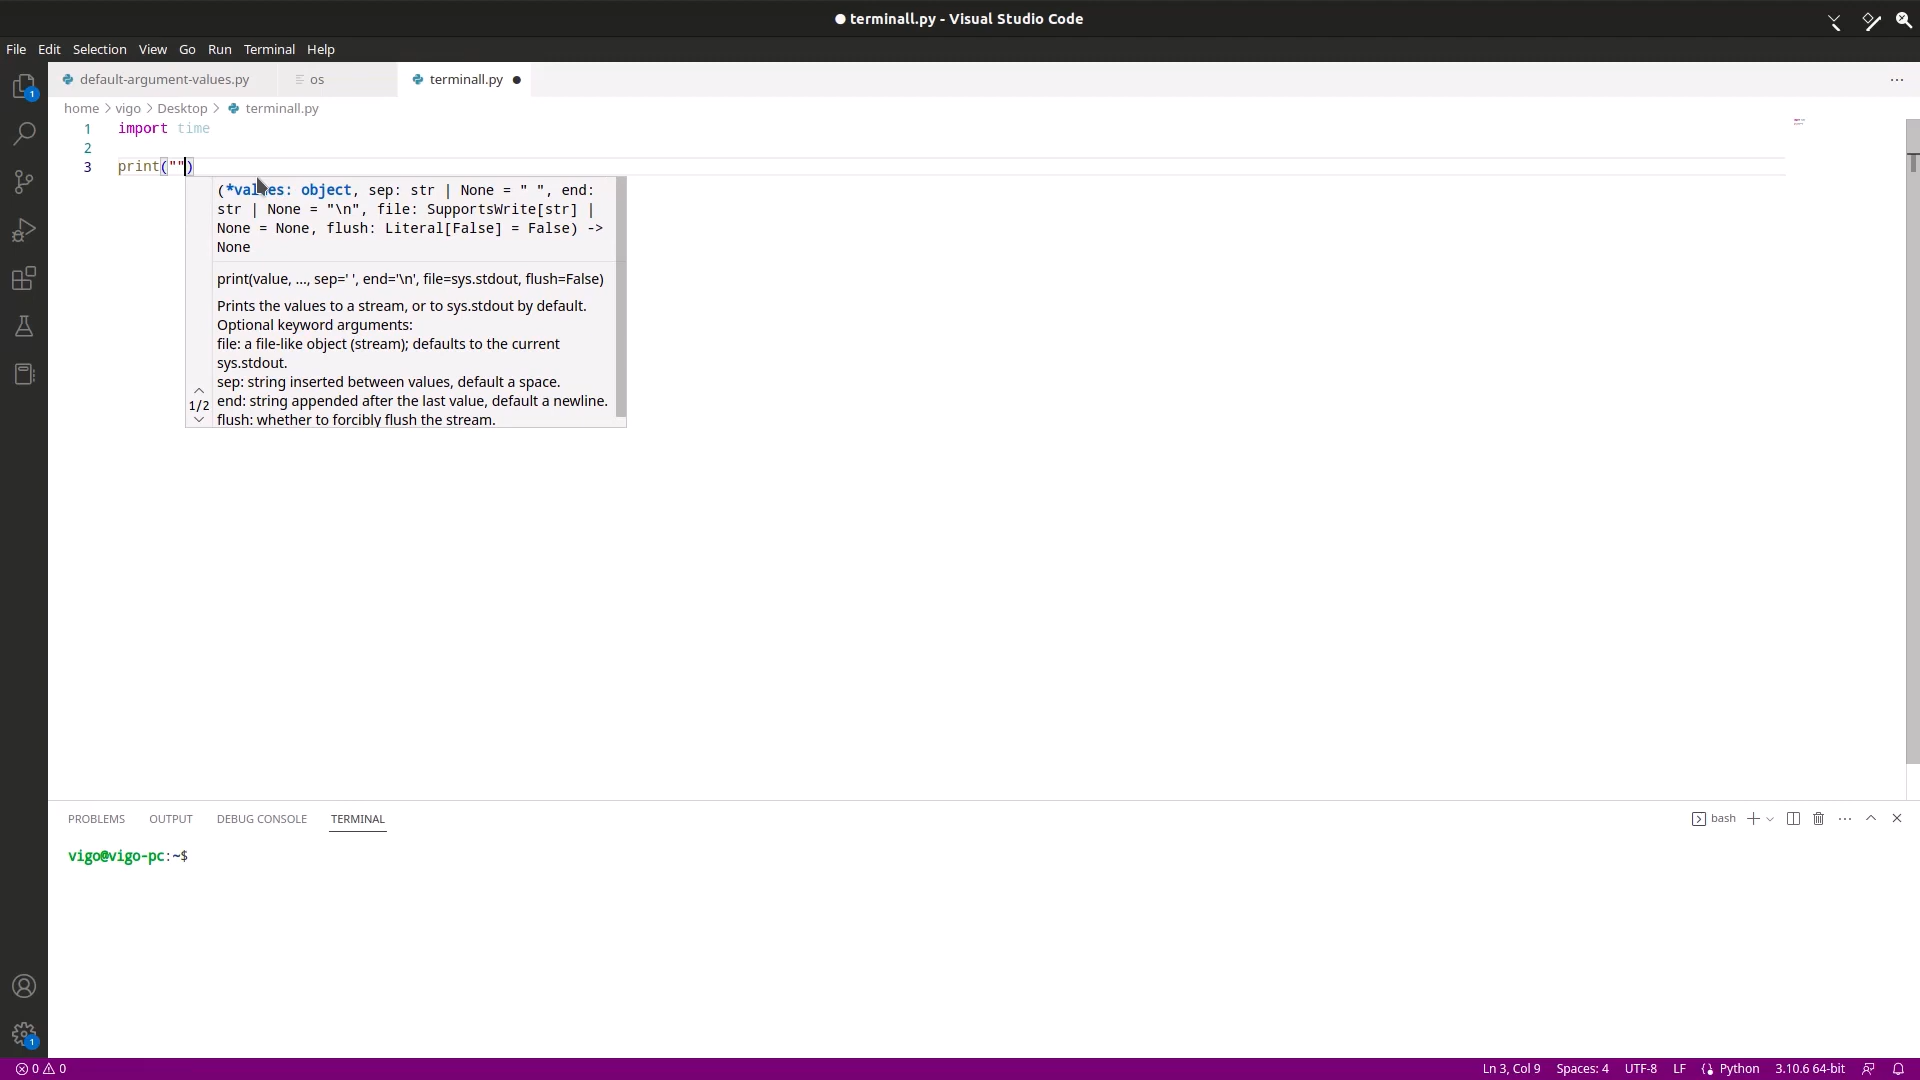 ● terminall.py - Visual Studio Code
File Edit Selection View Go Run Terminal Help
default-argument-values.py os terminall.py ●
home > vigo > Desktop > terminall.py
1 import time
2
3 print("")
(*values: object, sep: str | None = " ", end:
str | None = "\n", file: SupportsWrite[str] |
None = None, flush: Literal[False] = False) ->
None
print(value, ..., sep=' ', end='\n', file=sys.stdout, flush=False)
Prints the values to a stream, or to sys.stdout by default.
Optional keyword arguments:
file: a file-like object (stream); defaults to the current
sys.stdout.
sep: string inserted between values, default a space.
end: string appended after the last value, default a newline.
flush: whether to forcibly flush the stream.
1/2
PROBLEMS OUTPUT DEBUG CONSOLE TERMINAL
bash
vigo@vigo-pc:~$
1
1
0 0
Ln 3, Col 9 Spaces: 4 UTF-8 LF Python 3.10.6 64-bit